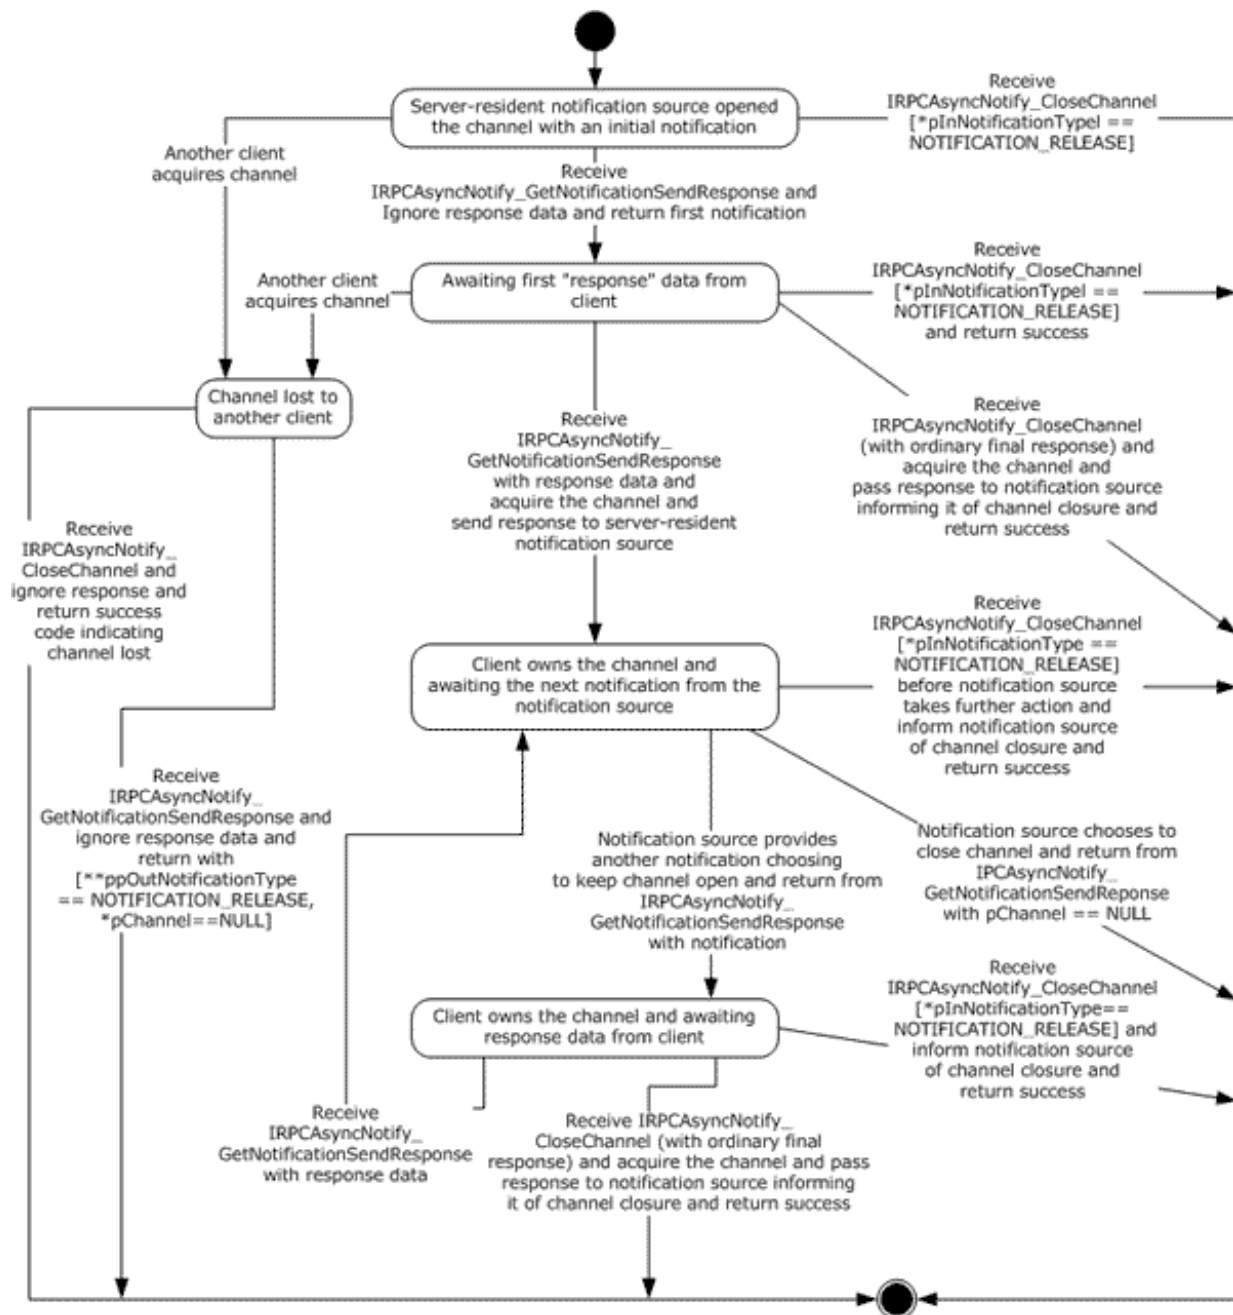 Server-resident notification source opened
the channel with an initial notification
Receive
IRPCAsyncNotify_CloseChannel
[*pInNotificationTypeI ==
NOTIFICATION_RELEASE]
Another client
acquires channel
Receive
IRPCAsyncNotify_GetNotificationSendResponse and
Ignore response data and return first notification
Another client
acquires channel
Awaiting first "response" data from
client
Receive
IRPCAsyncNotify_CloseChannel
[*pInNotificationTypeI ==
NOTIFICATION_RELEASE]
and return success
Channel lost to
another client
Receive
IRPCAsyncNotify_
GetNotificationSendResponse
with response data and
acquire the channel and
send response to server-resident
notification source
Receive
IRPCAsyncNotify_CloseChannel
(with ordinary final response) and
acquire the channel and
pass response to notification source
informing it of channel closure and
return success
Receive
IRPCAsyncNotify_
CloseChannel and
ignore response and
return success
code indicating
channel lost
Client owns the channel and
awaiting the next notification from the
notification source
Receive
IRPCAsyncNotify_CloseChannel
[*pInNotificationType ==
NOTIFICATION_RELEASE]
before notification source
takes further action and
inform notification source
of channel closure and
return success
Receive
IRPCAsyncNotify_
GetNotificationSendResponse and
ignore response data and
return with
[**ppOutNotificationType
== NOTIFICATION_RELEASE,
*pChannel==NULL]
Notification source provides
another notification choosing
to keep channel open and return from
IRPCAsyncNotify_
GetNotificationSendResponse
with notification
Notification source chooses to
close channel and return from
IPCAsyncNotify_
GetNotificationSendReponse
with pChannel == NULL
Client owns the channel and awaiting
response data from client
Receive
IRPCAsyncNotify_CloseChannel
[*pInNotificationType==
NOTIFICATION_RELEASE] and
inform notification source
of channel closure and
return success
Receive
IRPCAsyncNotify_
GetNotificationSendResponse
with response data
Receive IRPCAsyncNotify_
CloseChannel (with ordinary final
response) and acquire the channel and pass
response to notification source informing
it of channel closure and return success